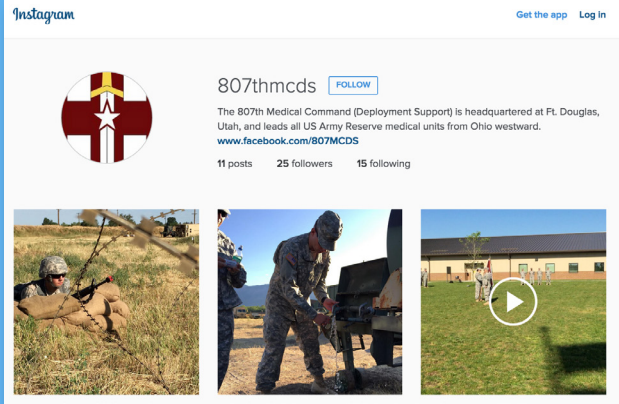 Instagram
Get the app Log in
807thmcds FOLLOW
The 807th Medical Command (Deployment Support) is headquartered at Ft. Douglas,
Utah, and leads all US Army Reserve medical units from Ohio westward.
www.facebook.com/807MCDS
11 posts 25 followers 15 following